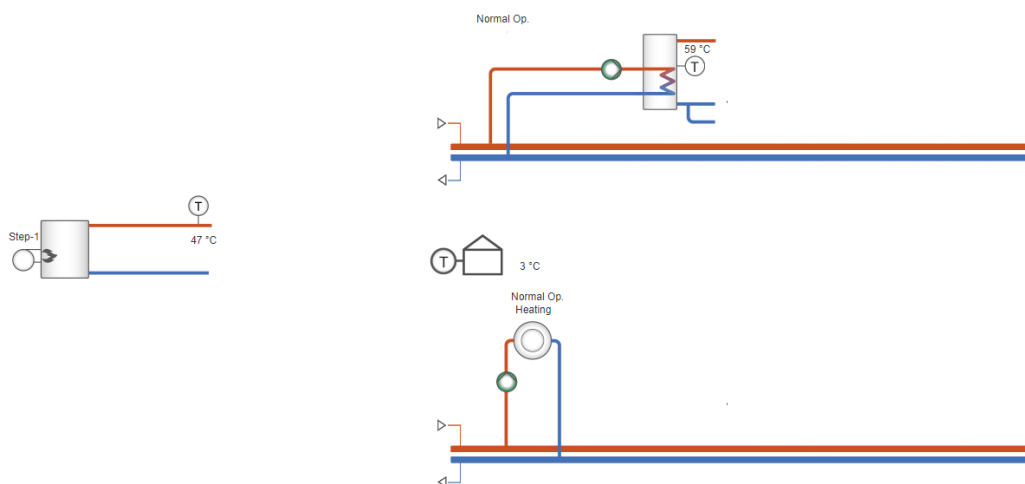 Normal Op.
59 °C
T
T
Step-1
47 °C
T
3 °C
Normal Op.
Heating